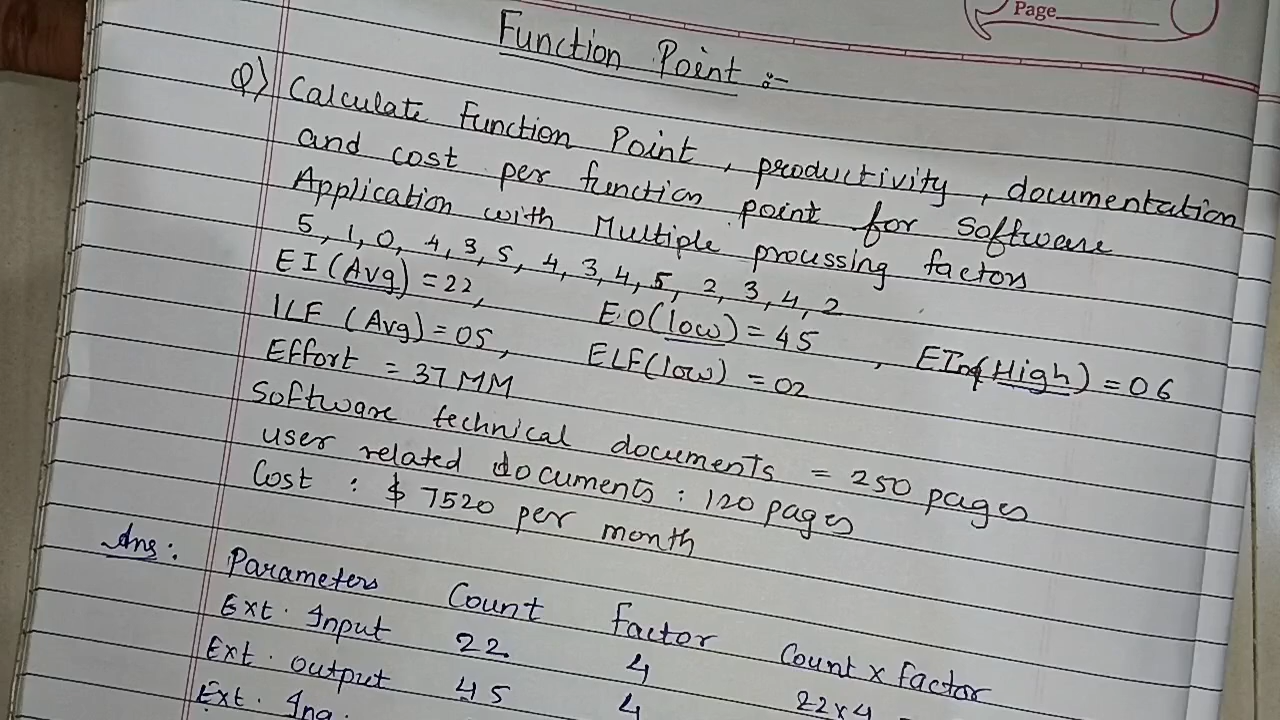 Page
Function Point :-
Q) Calculate Function Point, productivity, documentation
and cost per function point for Software
Application with Multiple processing factors
5, 1, 0, 4, 3, 5, 4, 3, 4, 5, 2, 3, 4, 2
EI (Avg) = 22, EO(low) = 45, EInq(High) = 06
ILF (Avg) = 05, ELF(low) = 02
Effort = 37 MM
Software technical documents = 250 pages
user related documents : 120 pages
Cost : $ 7520 per month
Ans: Parameters Count Factor Count x Factor
Ext. Input 22 4 22x4
Ext. output 45 4
Ext. Inq.